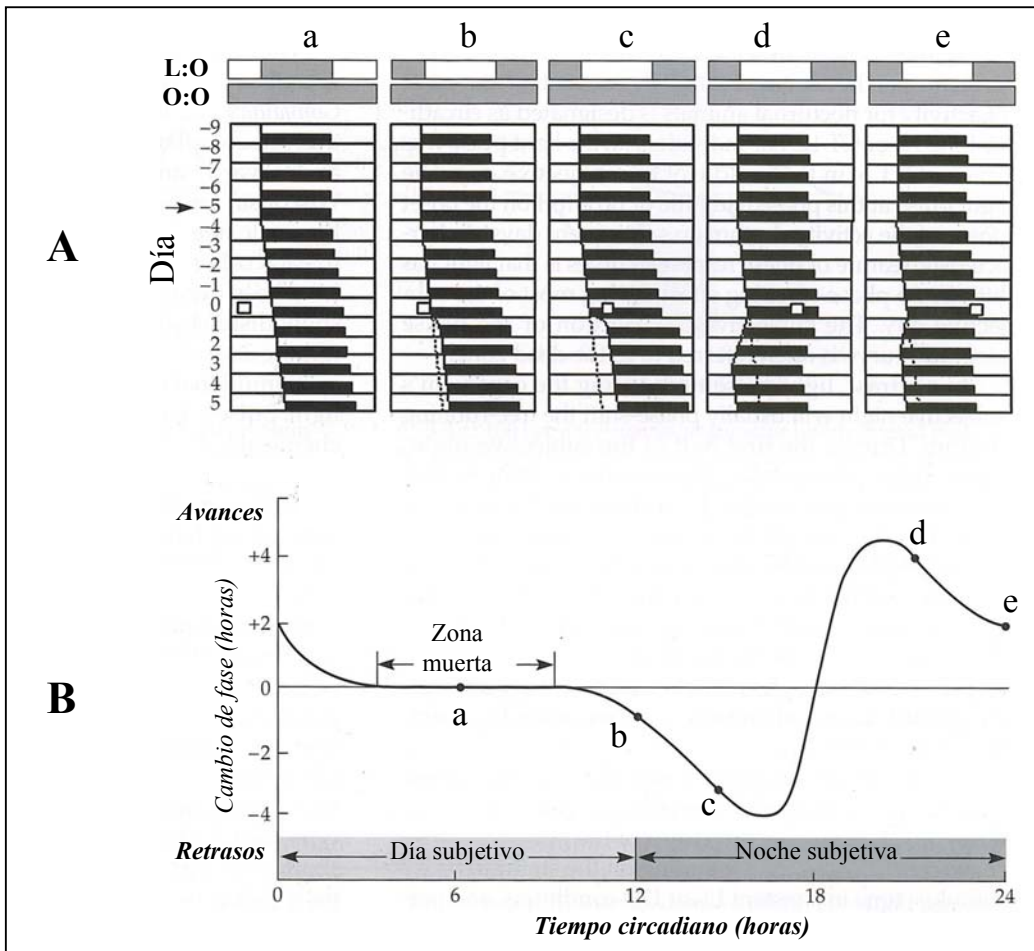 A
a b c d e
L:O
O:O
Día
–9
–8
–7
–6
–5
–4
–3
–2
–1
0
1
2
3
4
5
B
Avances
Cambio de fase (horas)
+4
+2
0
–2
–4
Zona
muerta
a
b
c
d
e
Retrasos
Día subjetivo
Noche subjetiva
0 6 12 18 24
Tiempo circadiano (horas)